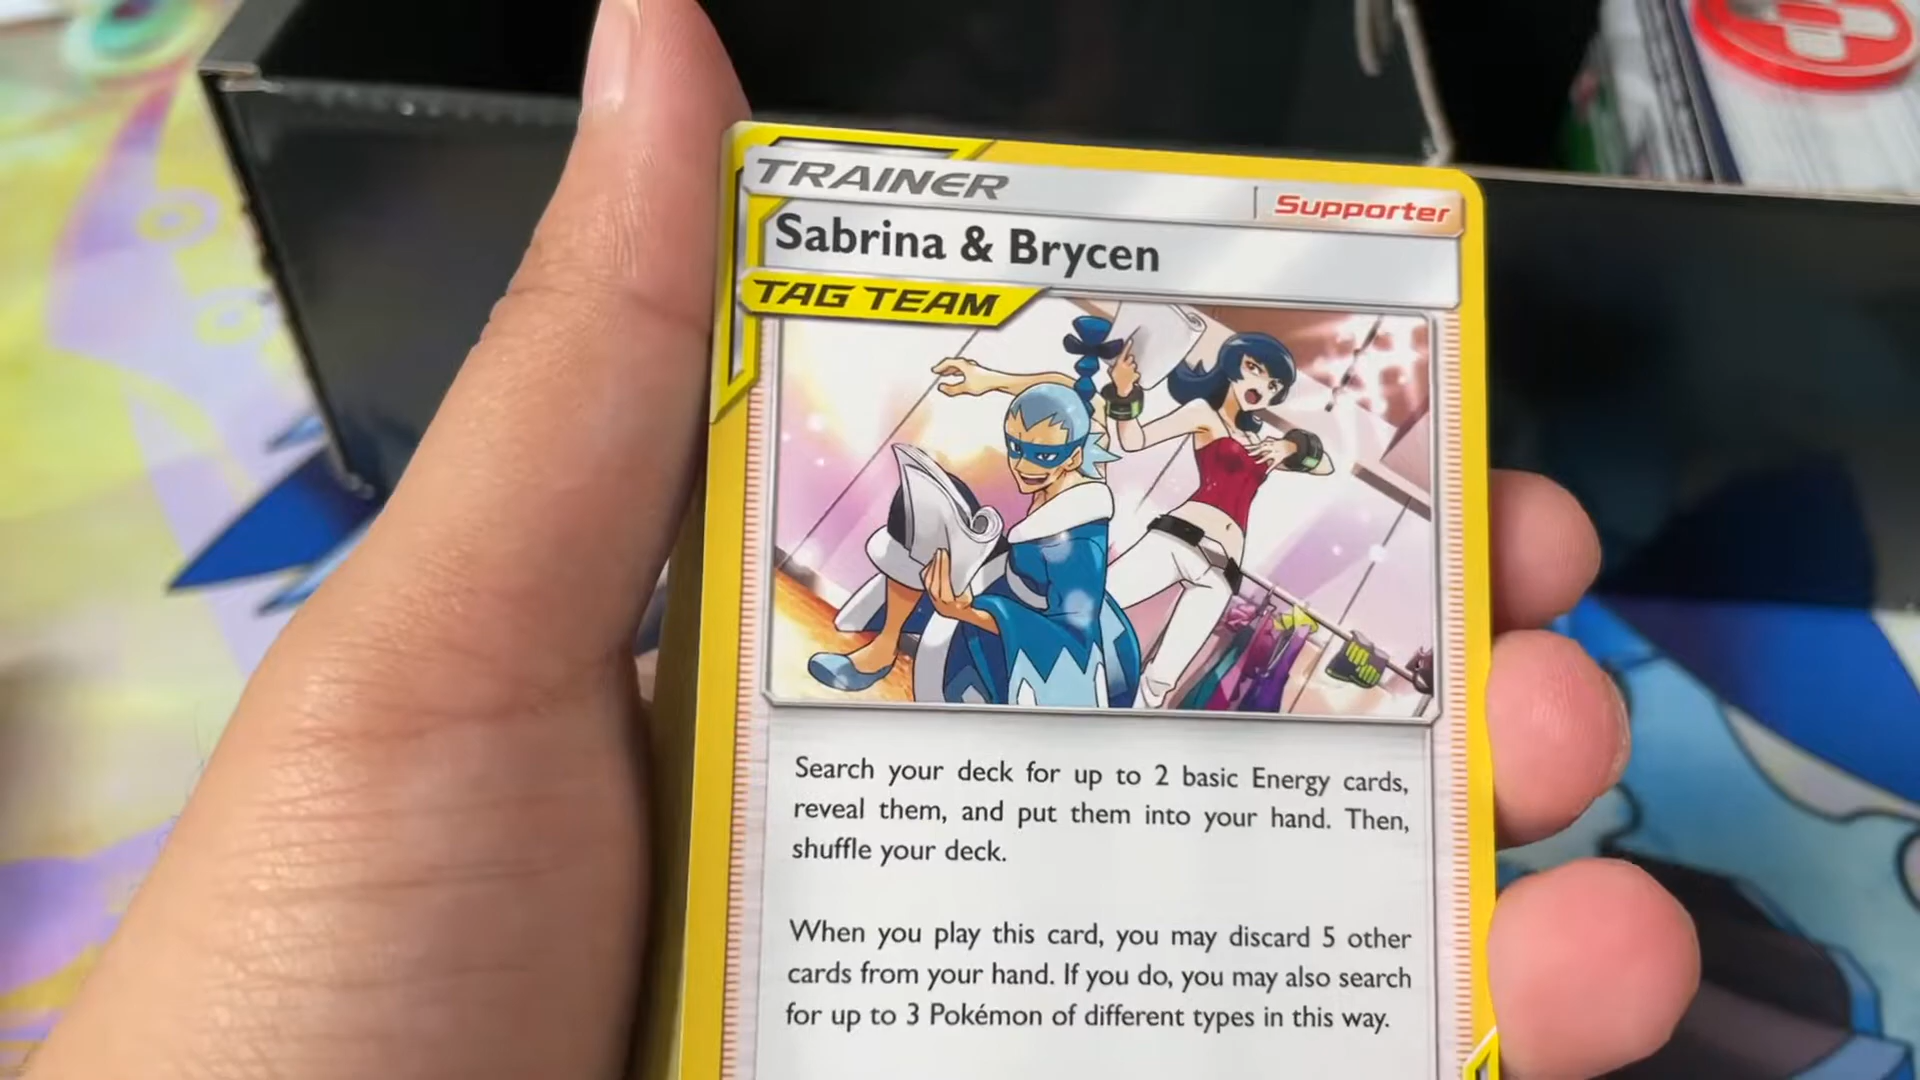 TRAINER
Supporter
Sabrina & Brycen
TAG TEAM
Search your deck for up to 2 basic Energy cards,
reveal them, and put them into your hand. Then,
shuffle your deck.
When you play this card, you may discard 5 other
cards from your hand. If you do, you may also search
for up to 3 Pokémon of different types in this way.